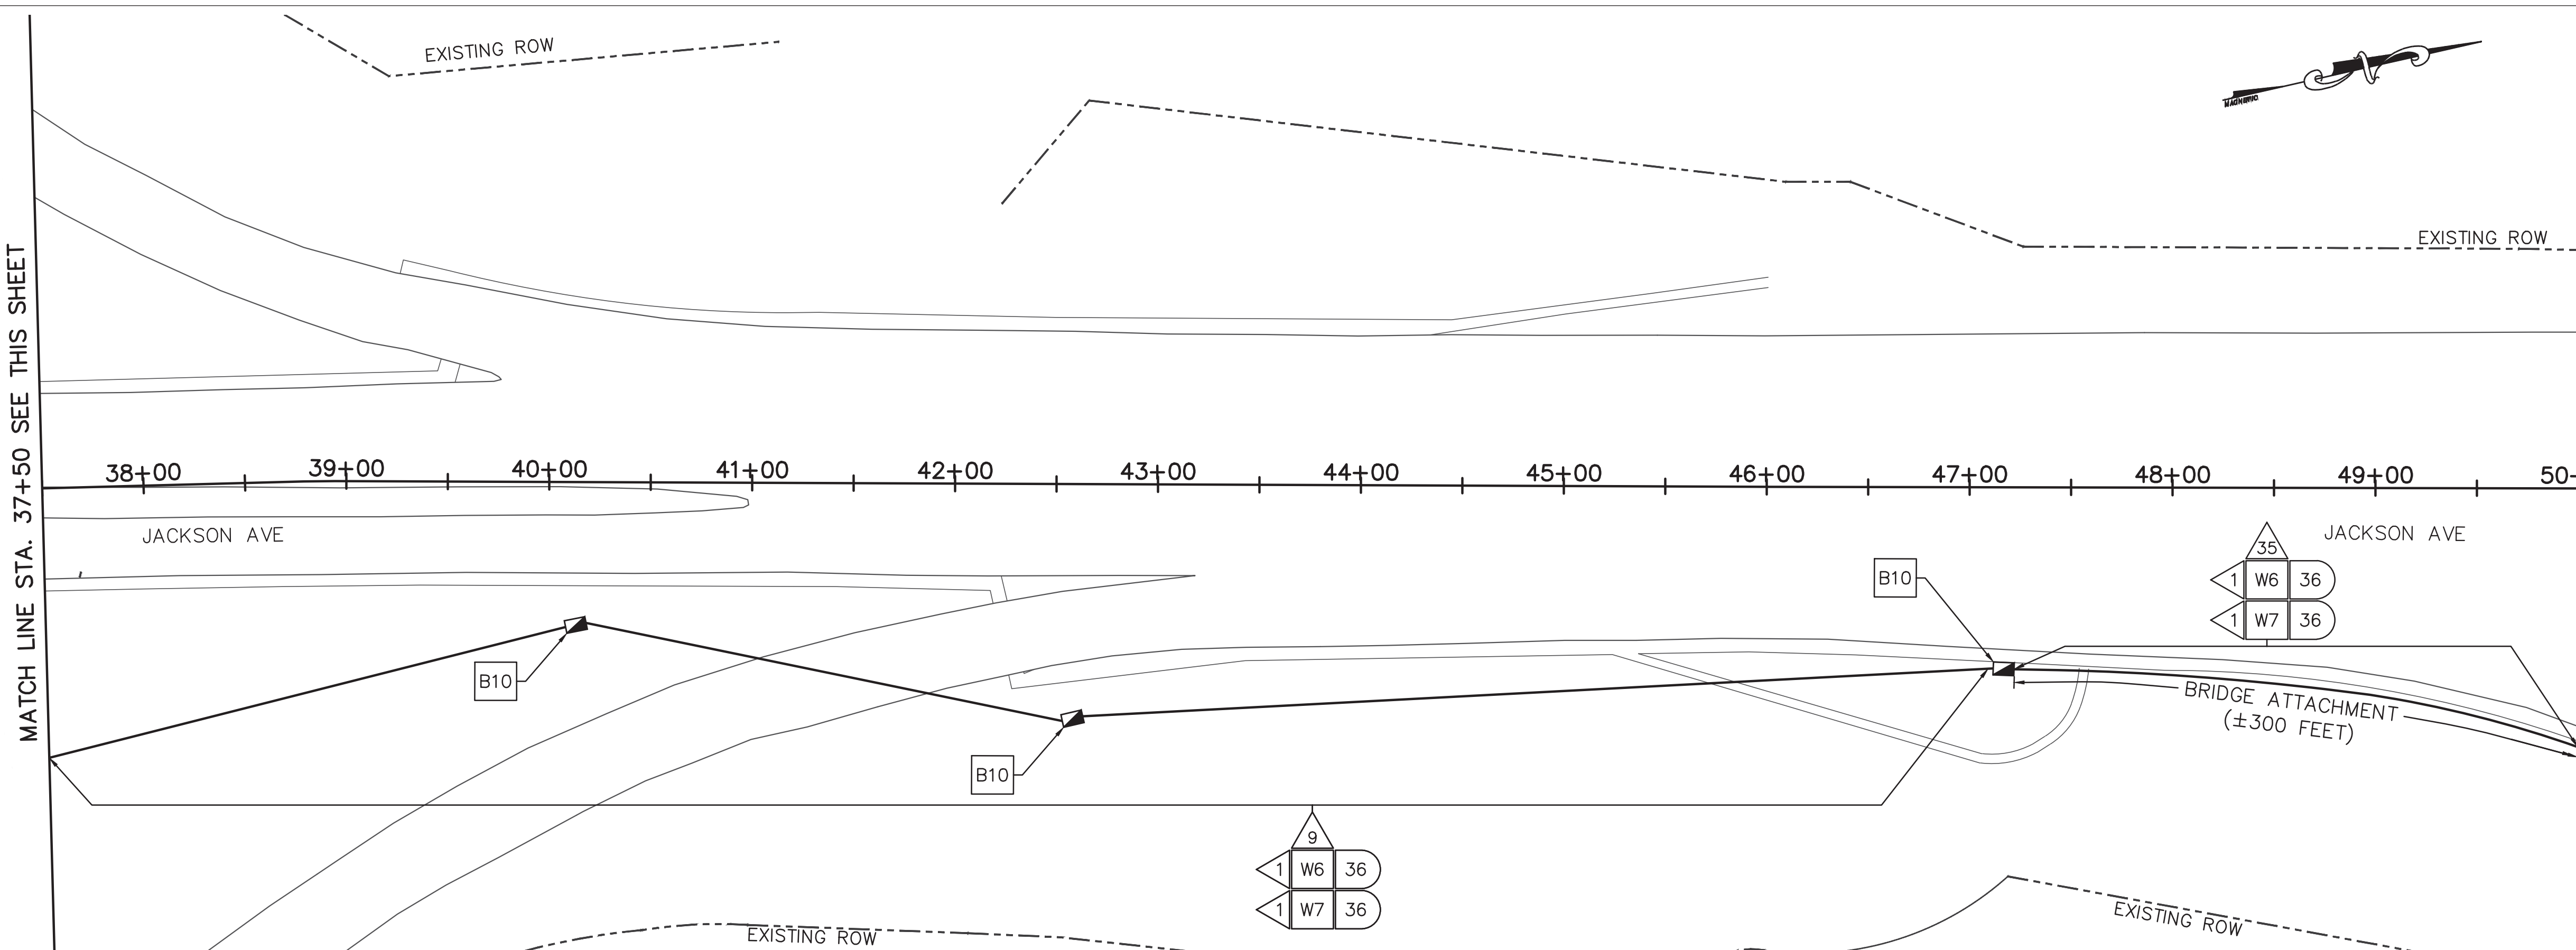 EXISTING ROW
MAGNETIC
EXISTING ROW
MATCH LINE STA. 37+50 SEE THIS SHEET
38+00 39+00 40+00 41+00 42+00 43+00 44+00 45+00 46+00 47+00 48+00 49+00 50-
JACKSON AVE
JACKSON AVE
35
1 W6 36
1 W7 36
B10
B10
B10
BRIDGE ATTACHMENT
(±300 FEET)
9
1 W6 36
1 W7 36
EXISTING ROW
EXISTING ROW